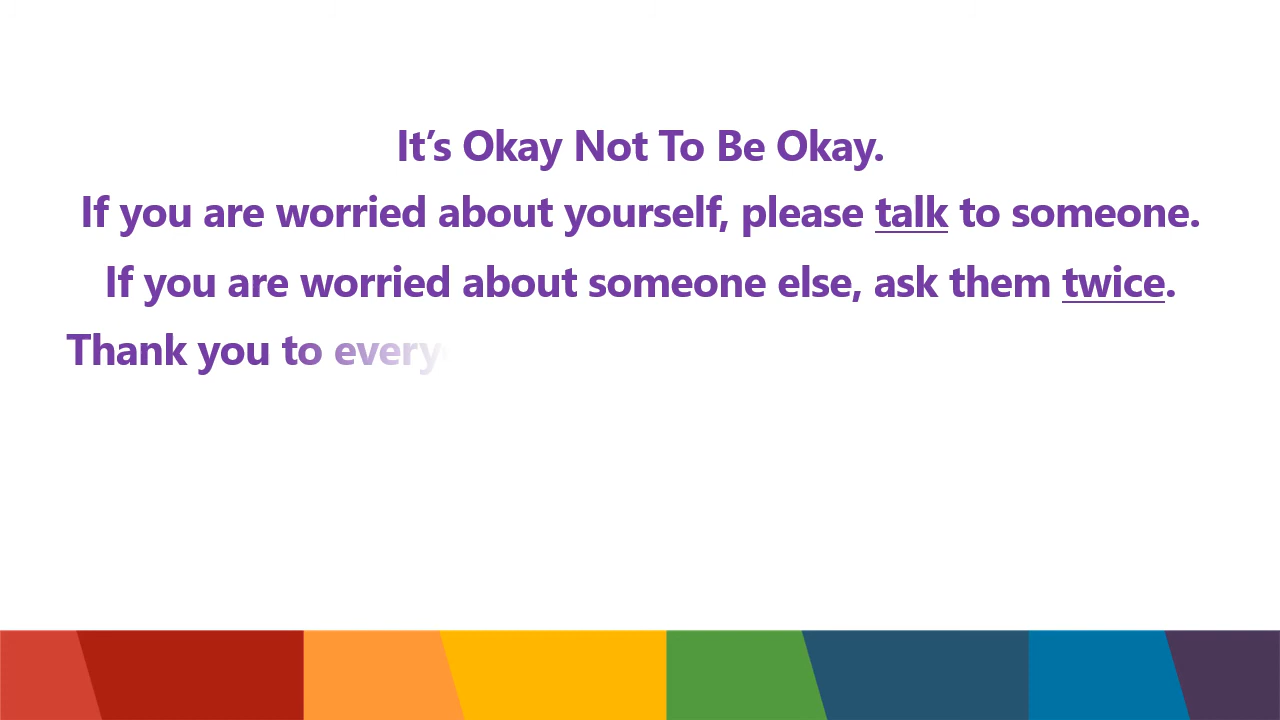 It’s Okay Not To Be Okay.
If you are worried about yourself, please talk to someone.
If you are worried about someone else, ask them twice.
Thank you to